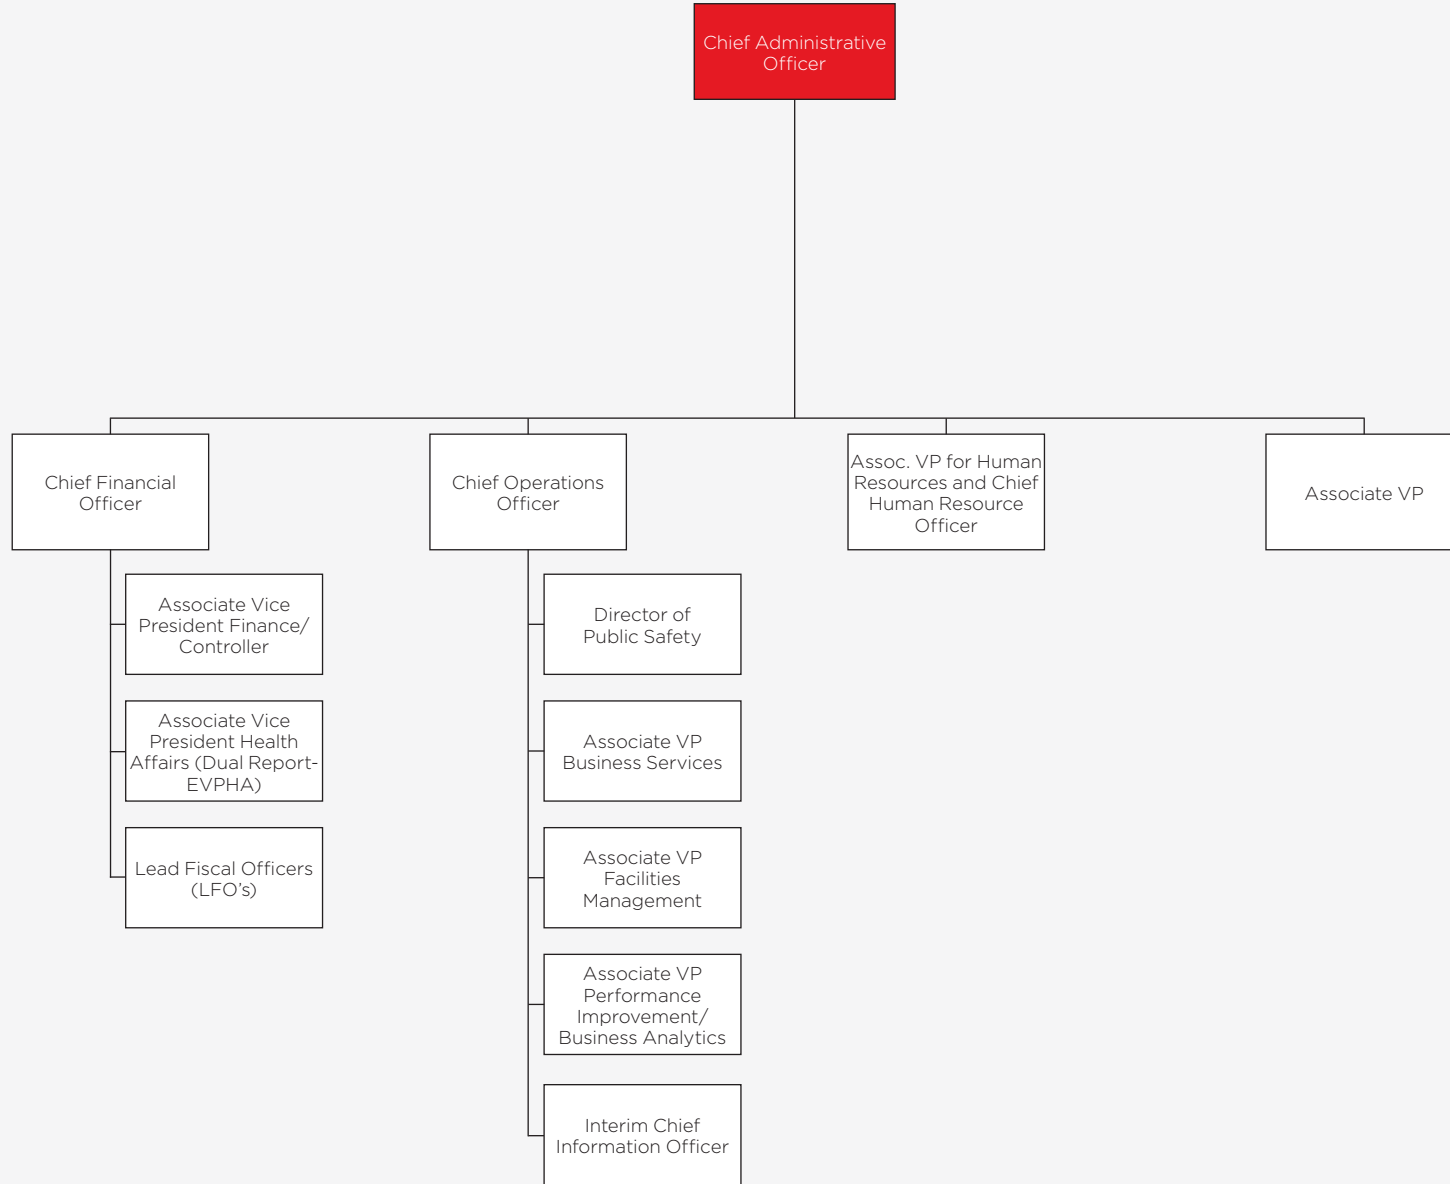 Chief Administrative
Officer
Chief Financial
Officer
Chief Operations
Officer
Assoc. VP for Human
Resources and Chief
Human Resource
Officer
Associate VP
Associate Vice
President Finance/
Controller
Associate Vice
President Health
Affairs (Dual Report-
EVPHA)
Lead Fiscal Officers
(LFO’s)
Director of
Public Safety
Associate VP
Business Services
Associate VP
Facilities
Management
Associate VP
Performance
Improvement/
Business Analytics
Interim Chief
Information Officer